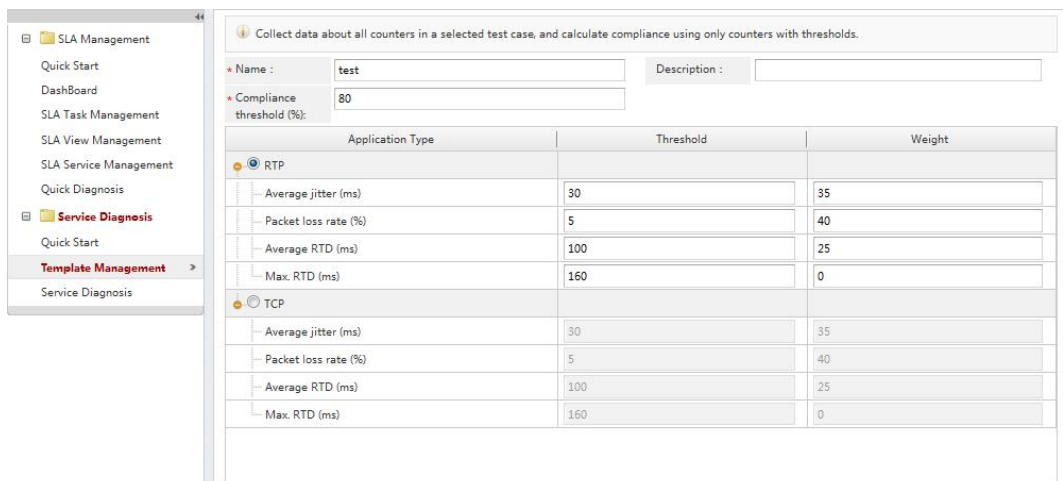 SLA Management
Quick Start
DashBoard
SLA Task Management
SLA View Management
SLA Service Management
Quick Diagnosis
Service Diagnosis
Quick Start
Template Management
Service Diagnosis
Collect data about all counters in a selected test case, and calculate compliance using only counters with thresholds.
* Name : test Description :
* Compliance threshold (%): 80
Application Type Threshold Weight
RTP
Average jitter (ms) 30 35
Packet loss rate (%) 5 40
Average RTD (ms) 100 25
Max. RTD (ms) 160 0
TCP
Average jitter (ms) 30 35
Packet loss rate (%) 5 40
Average RTD (ms) 100 25
Max. RTD (ms) 160 0